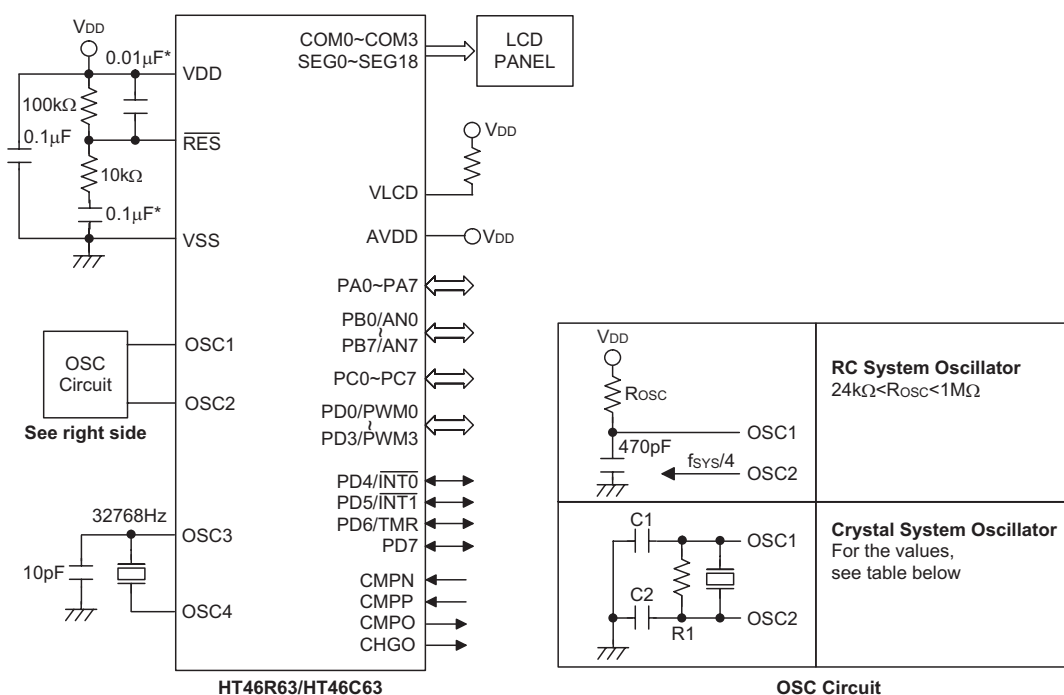 VDD
0.01μF*
VDD
100kΩ
0.1μF
RES
10kΩ
0.1μF*
VSS
OSC
Circuit
See right side
OSC1
OSC2
32768Hz
OSC3
10pF
OSC4
COM0~COM3
SEG0~SEG18
LCD
PANEL
VDD
VLCD
AVDD
VDD
PA0~PA7
PB0/AN0
~
PB7/AN7
PC0~PC7
PD0/PWM0
~
PD3/PWM3
PD4/INT0
PD5/INT1
PD6/TMR
PD7
CMPN
CMPP
CMPO
CHGO
HT46R63/HT46C63
VDD
ROSC
470pF
OSC1
fSYS/4
OSC2
RC System Oscillator
24kΩ<ROSC<1MΩ
C1
OSC1
C2
R1
OSC2
Crystal System Oscillator
For the values,
see table below
OSC Circuit